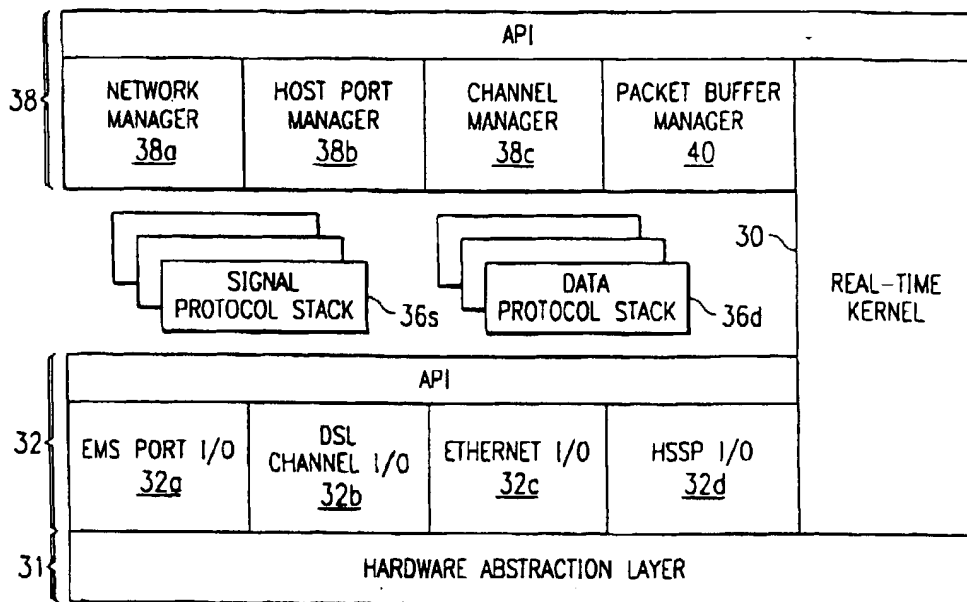 API
38
NETWORK
MANAGER
38a
HOST PORT
MANAGER
38b
CHANNEL
MANAGER
38c
PACKET BUFFER
MANAGER
40
30
SIGNAL
PROTOCOL STACK
36s
DATA
PROTOCOL STACK
36d
REAL-TIME
KERNEL
API
32
EMS PORT I/O
32a
DSL
CHANNEL I/O
32b
ETHERNET I/O
32c
HSSP I/O
32d
31
HARDWARE ABSTRACTION LAYER